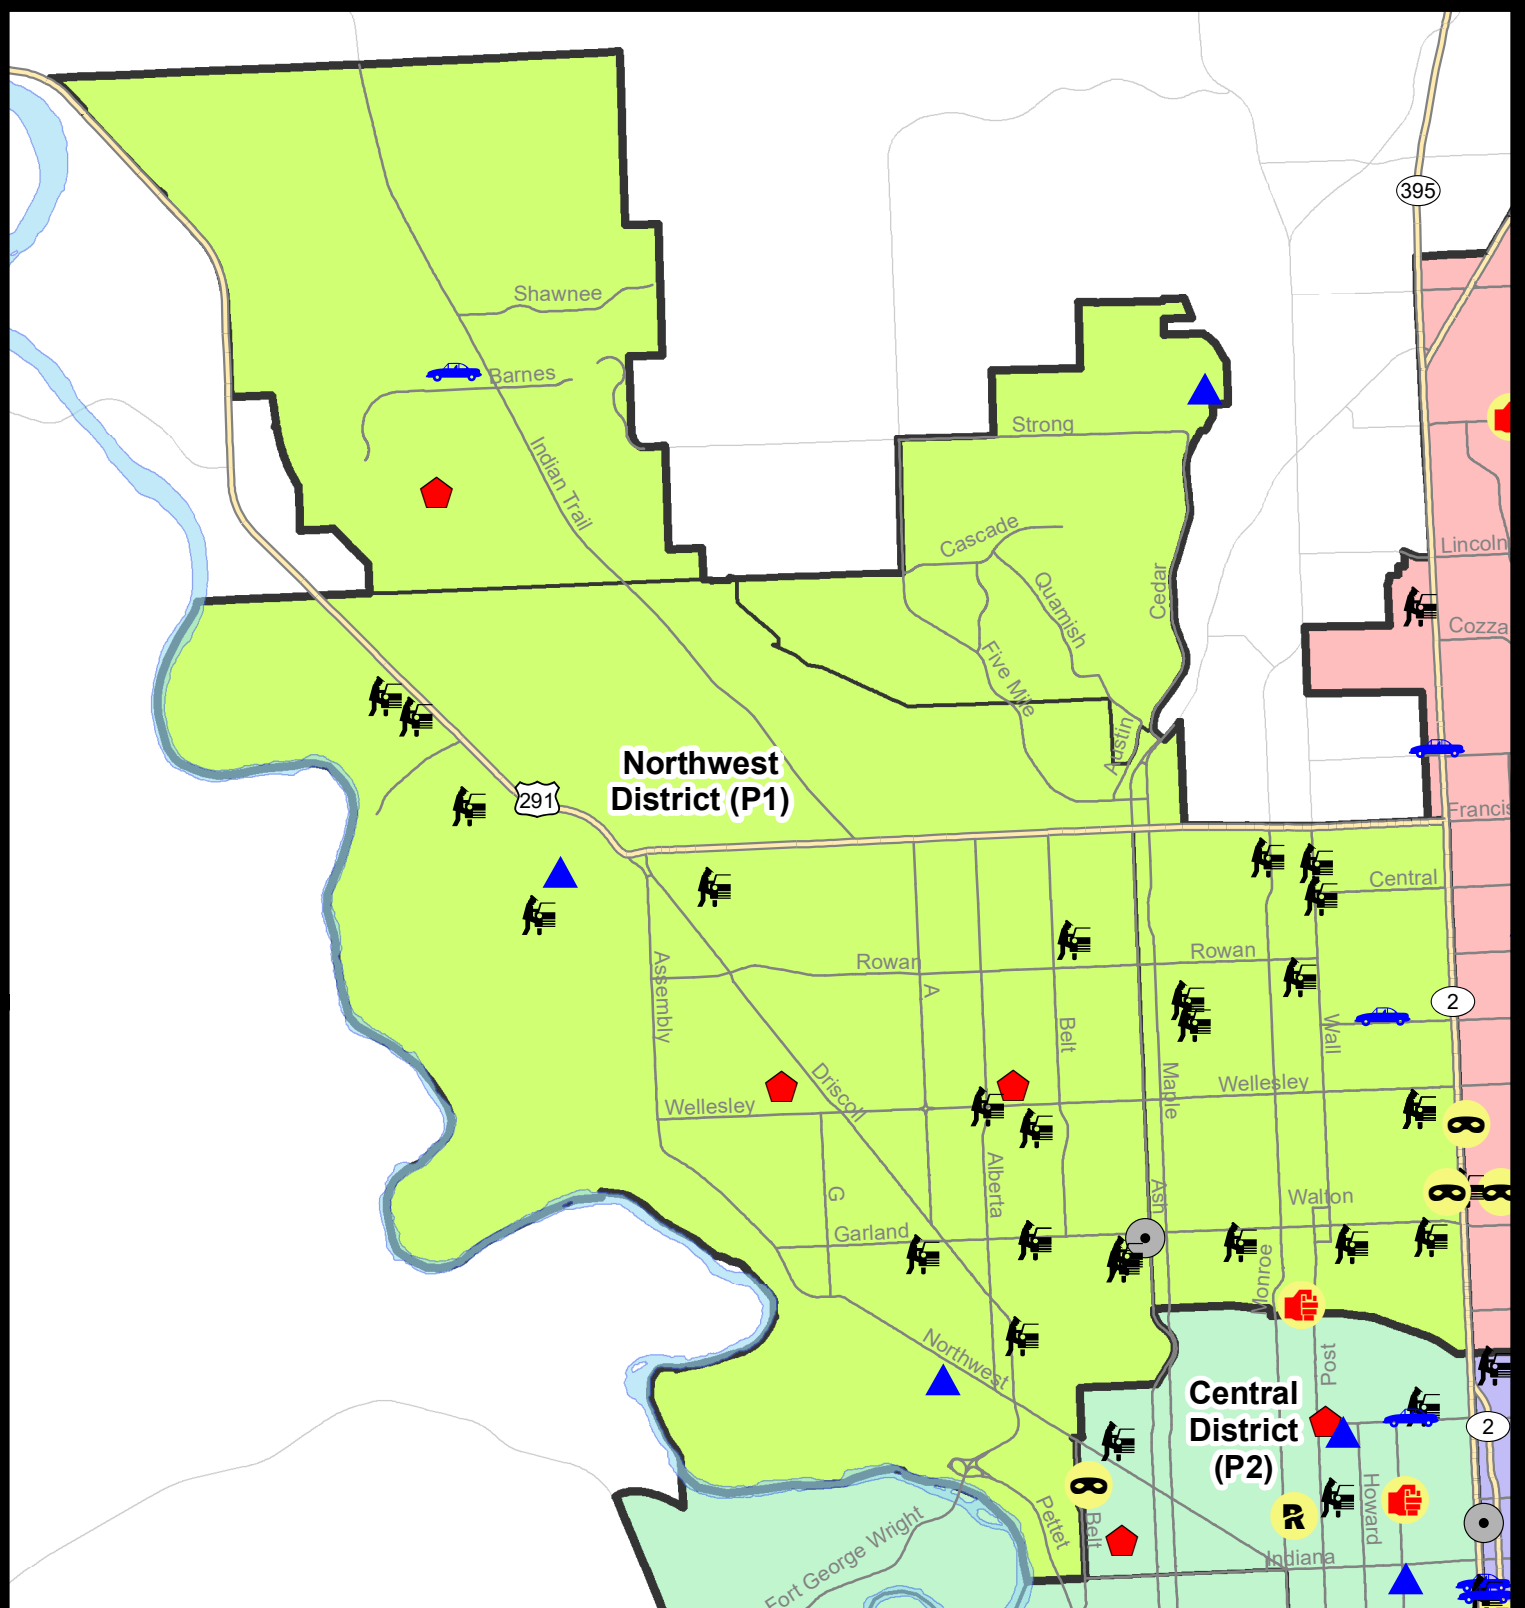 395
Shawnee
Barnes
Indian Trail
Strong
Cascade
Quamish
Cedar
Five Mile
Austin
Lincoln
Cozza
Francis
Northwest
District (P1)
291
Central
Rowan
Rowan
Assembly
A
Belt
Wall
2
Maple
Driscoll
Wellesley
Wellesley
Alberta
G
Ash
Walton
Garland
Monroe
Northwest
Post
Central
District
(P2)
2
Howard
R
Belt
Pettet
Fort George Wright
Indiana